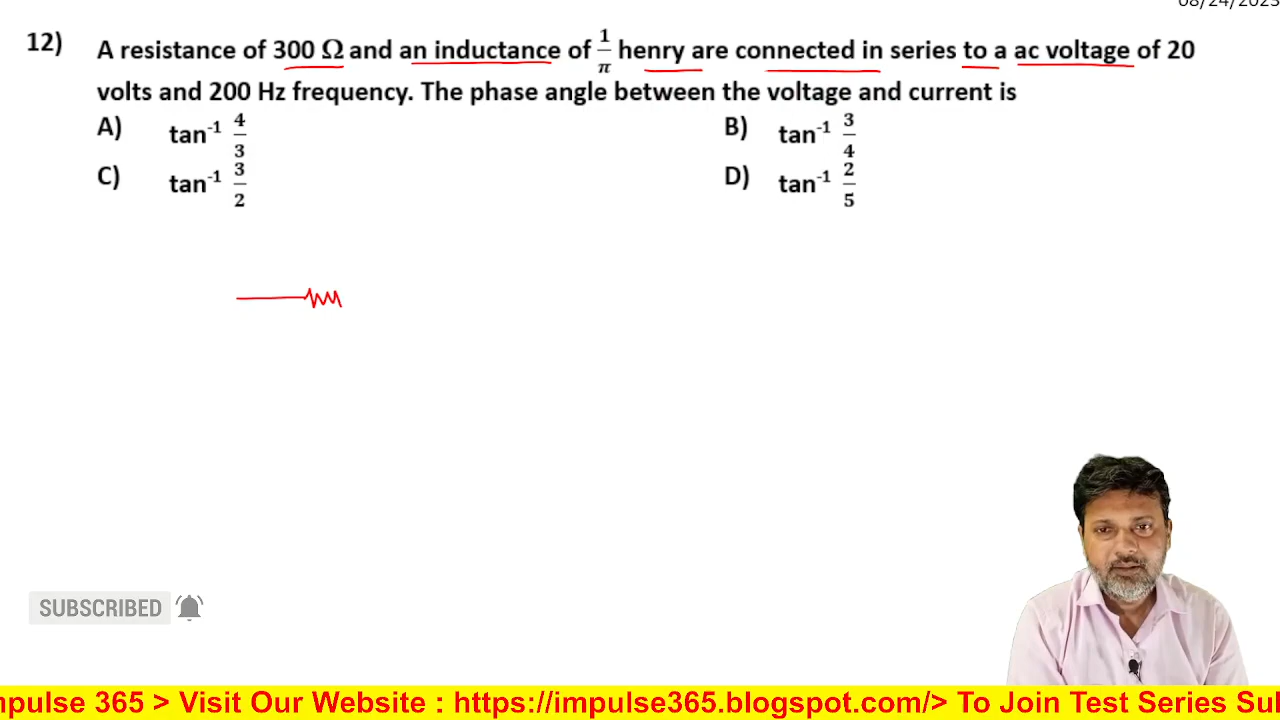 08/24/2023
12) A resistance of 300 Ω and an inductance of 1/π henry are connected in series to a ac voltage of 20
volts and 200 Hz frequency. The phase angle between the voltage and current is
A) tan⁻¹ 4/3 B) tan⁻¹ 3/4
C) tan⁻¹ 3/2 D) tan⁻¹ 2/5
SUBSCRIBED
mpulse 365 > Visit Our Website : https://impulse365.blogspot.com/> To Join Test Series Su